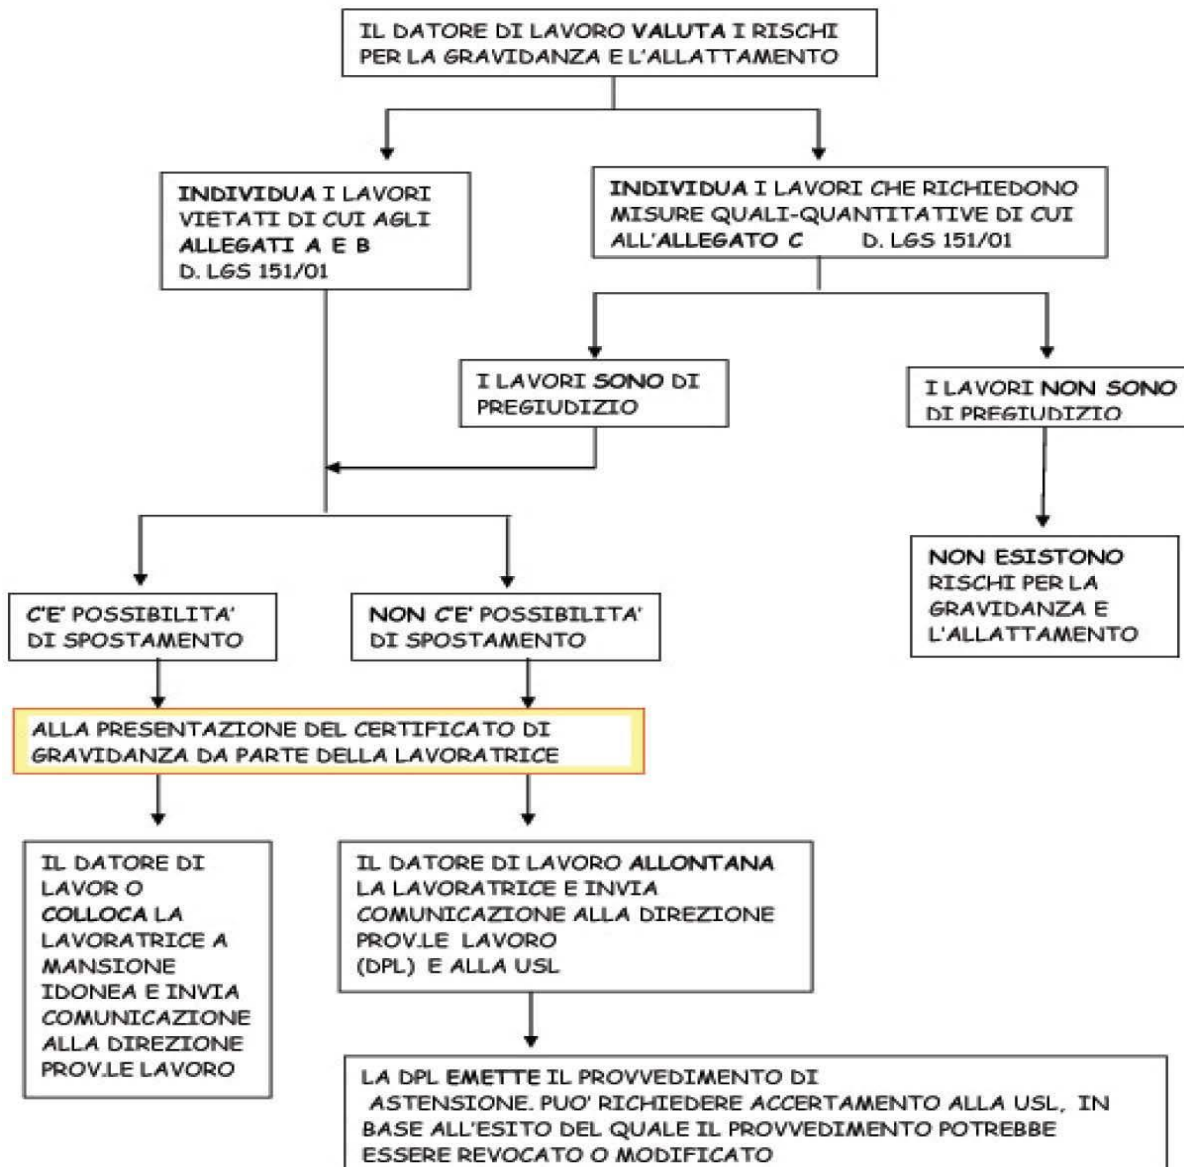 IL DATORE DI LAVORO VALUTA I RISCHI
PER LA GRAVIDANZA E L'ALLATTAMENTO
INDIVIDUA I LAVORI
VIETATI DI CUI AGLI
ALLEGATI A E B
D. LGS 151/01
INDIVIDUA I LAVORI CHE RICHIEDONO
MISURE QUALI-QUANTITATIVE DI CUI
ALL'ALLEGATO C D. LGS 151/01
I LAVORI SONO DI
PREGIUDIZIO
I LAVORI NON SONO
DI PREGIUDIZIO
NON ESISTONO
RISCHI PER LA
GRAVIDANZA E
L'ALLATTAMENTO
C'E' POSSIBILITA'
DI SPOSTAMENTO
NON C'E' POSSIBILITA'
DI SPOSTAMENTO
ALLA PRESENTAZIONE DEL CERTIFICATO DI
GRAVIDANZA DA PARTE DELLA LAVORATRICE
IL DATORE DI
LAVOR O
COLLOCA LA
LAVORATRICE A
MANSIONE
IDONEA E INVIA
COMUNICAZIONE
ALLA DIREZIONE
PROV.LE LAVORO
IL DATORE DI LAVORO ALLONTANA
LA LAVORATRICE E INVIA
COMUNICAZIONE ALLA DIREZIONE
PROV.LE LAVORO
(DPL) E ALLA USL
LA DPL EMETTE IL PROVVEDIMENTO DI
ASTENSIONE. PUO' RICHIEDERE ACCERTAMENTO ALLA USL, IN
BASE ALL'ESITO DEL QUALE IL PROVVEDIMENTO POTREBBE
ESSERE REVOCATO O MODIFICATO